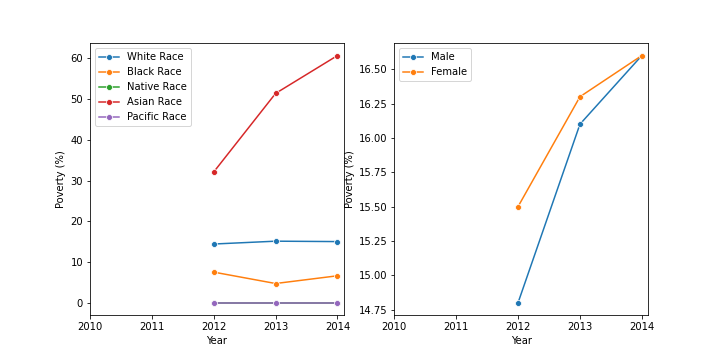 60
50
40
30
20
10
0
Poverty (%)
2010 2011 2012 2013 2014
Year
White Race
Black Race
Native Race
Asian Race
Pacific Race
16.50
16.25
16.00
15.75
15.50
15.25
15.00
14.75
Poverty (%)
2010 2011 2012 2013 2014
Year
Male
Female